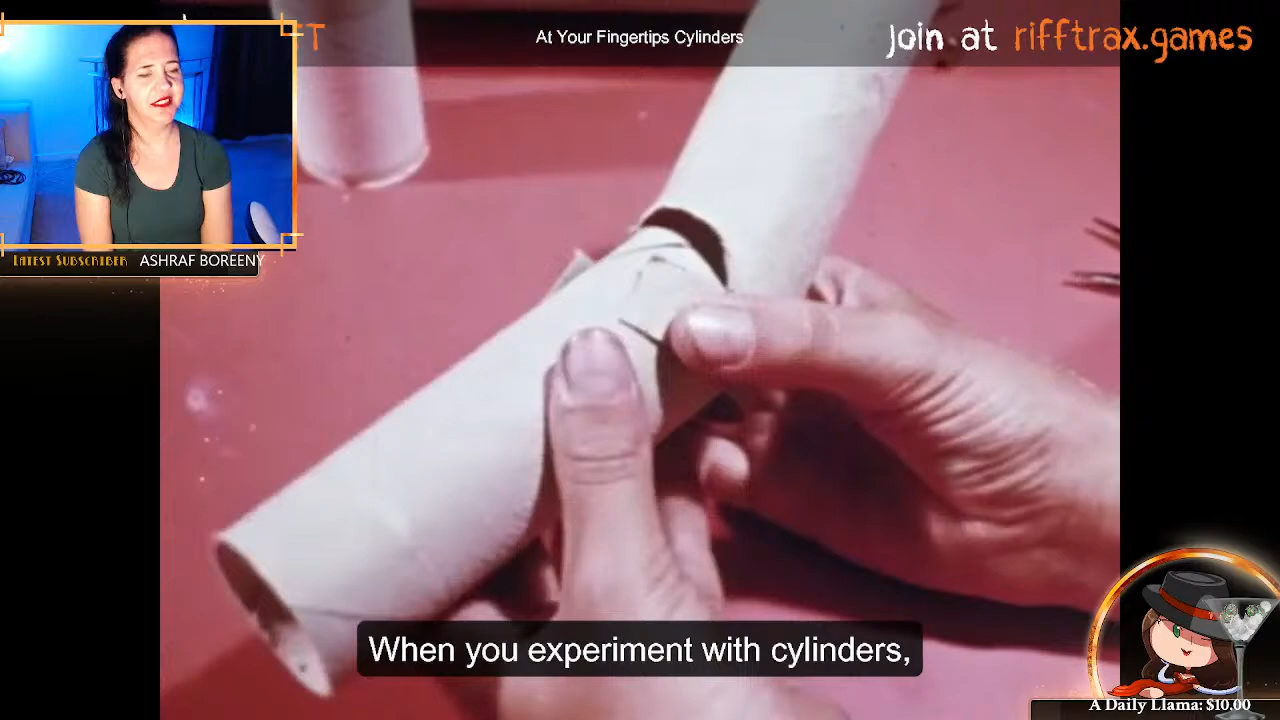 ST
At Your Fingertips Cylinders
Join at rifftrax.games
Latest Subscriber ASHRAF BOREENY
When you experiment with cylinders,
A Daily Llama: $10.00